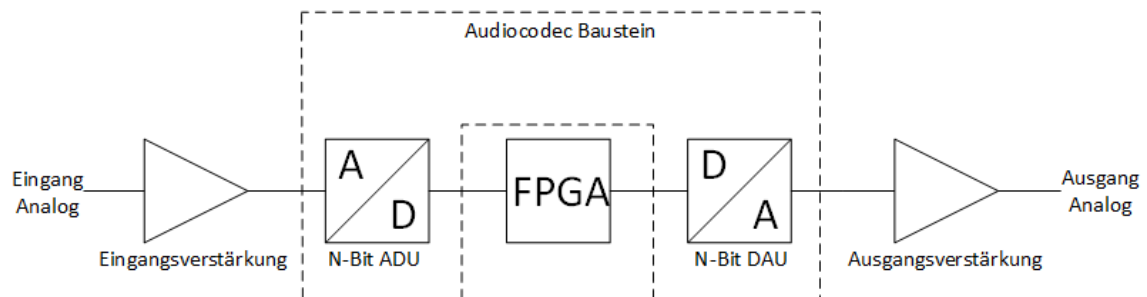 Audiocodec Baustein
Eingang
Analog
A
D
FPGA
D
A
Ausgang
Analog
Eingangsverstärkung
N-Bit ADU
N-Bit DAU
Ausgangsverstärkung